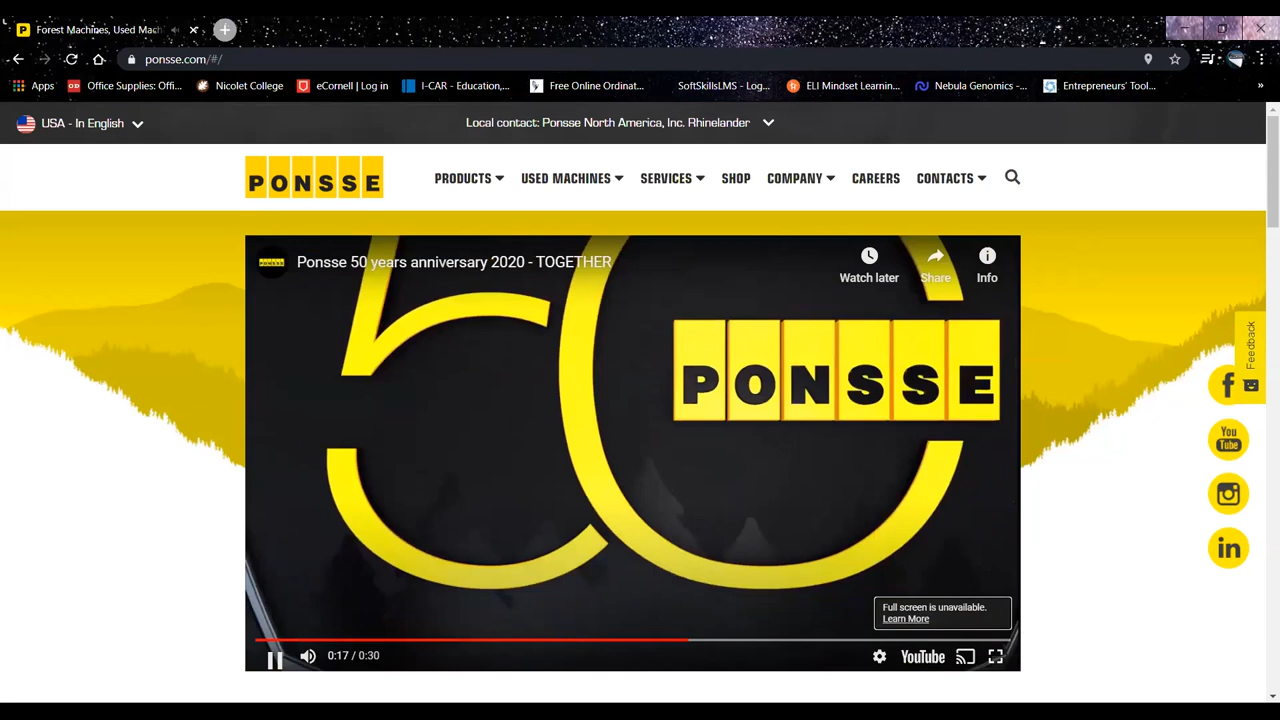 Forest Machines, Used Mach
ponsse.com/#/
Apps
Office Supplies: Offi...
Nicolet College
eCornell | Log in
I-CAR - Education,...
Free Online Ordinat...
SoftSkillsLMS - Log...
ELI Mindset Learnin...
Nebula Genomics -...
Entrepreneurs' Tool...
»
USA - In English
Local contact: Ponsse North America, Inc. Rhinelander
PONSSE
PRODUCTS
USED MACHINES
SERVICES
SHOP
COMPANY
CAREERS
CONTACTS
Ponsse 50 years anniversary 2020 - TOGETHER
Watch later
Share
Info
50
PONSSE
Feedback
You
Tube
in
Full screen is unavailable.
Learn More
0:17 / 0:30
YouTube